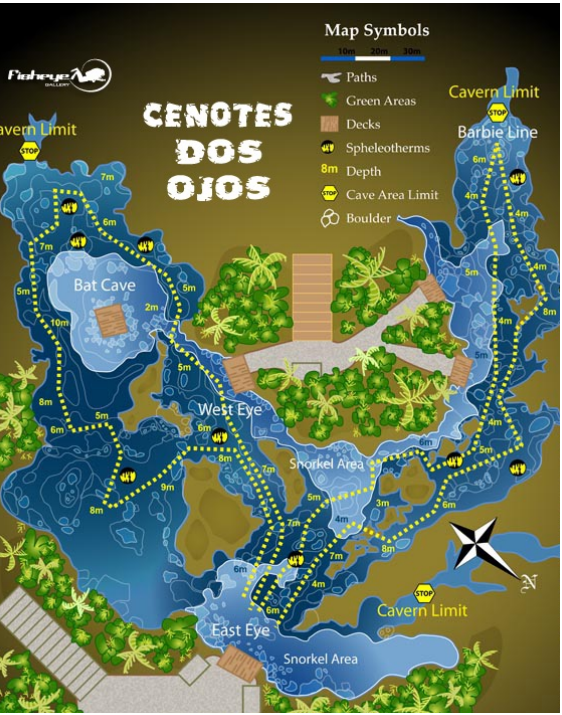 Map Symbols
10m 20m 30m
Paths
Green Areas
Decks
Spheleotherms
8m Depth
STOP Cave Area Limit
Boulder
Fisheye
GALLERY
CENOTES
DOS
OJOS
avern Limit
STOP
Cavern Limit
STOP
Barbie Line
7m
6m
7m
5m
Bat Cave
2m
5m
10m
5m
8m
5m
6m
West Eye
6m
8m
7m
9m
8m
6m
4m
4m
5m
4m
8m
4m
5m
4m
5m
6m
Snorkel Area
5m
3m
6m
4m
7m
8m
7m
6m
4m
6m
East Eye
Snorkel Area
N
STOP
Cavern Limit